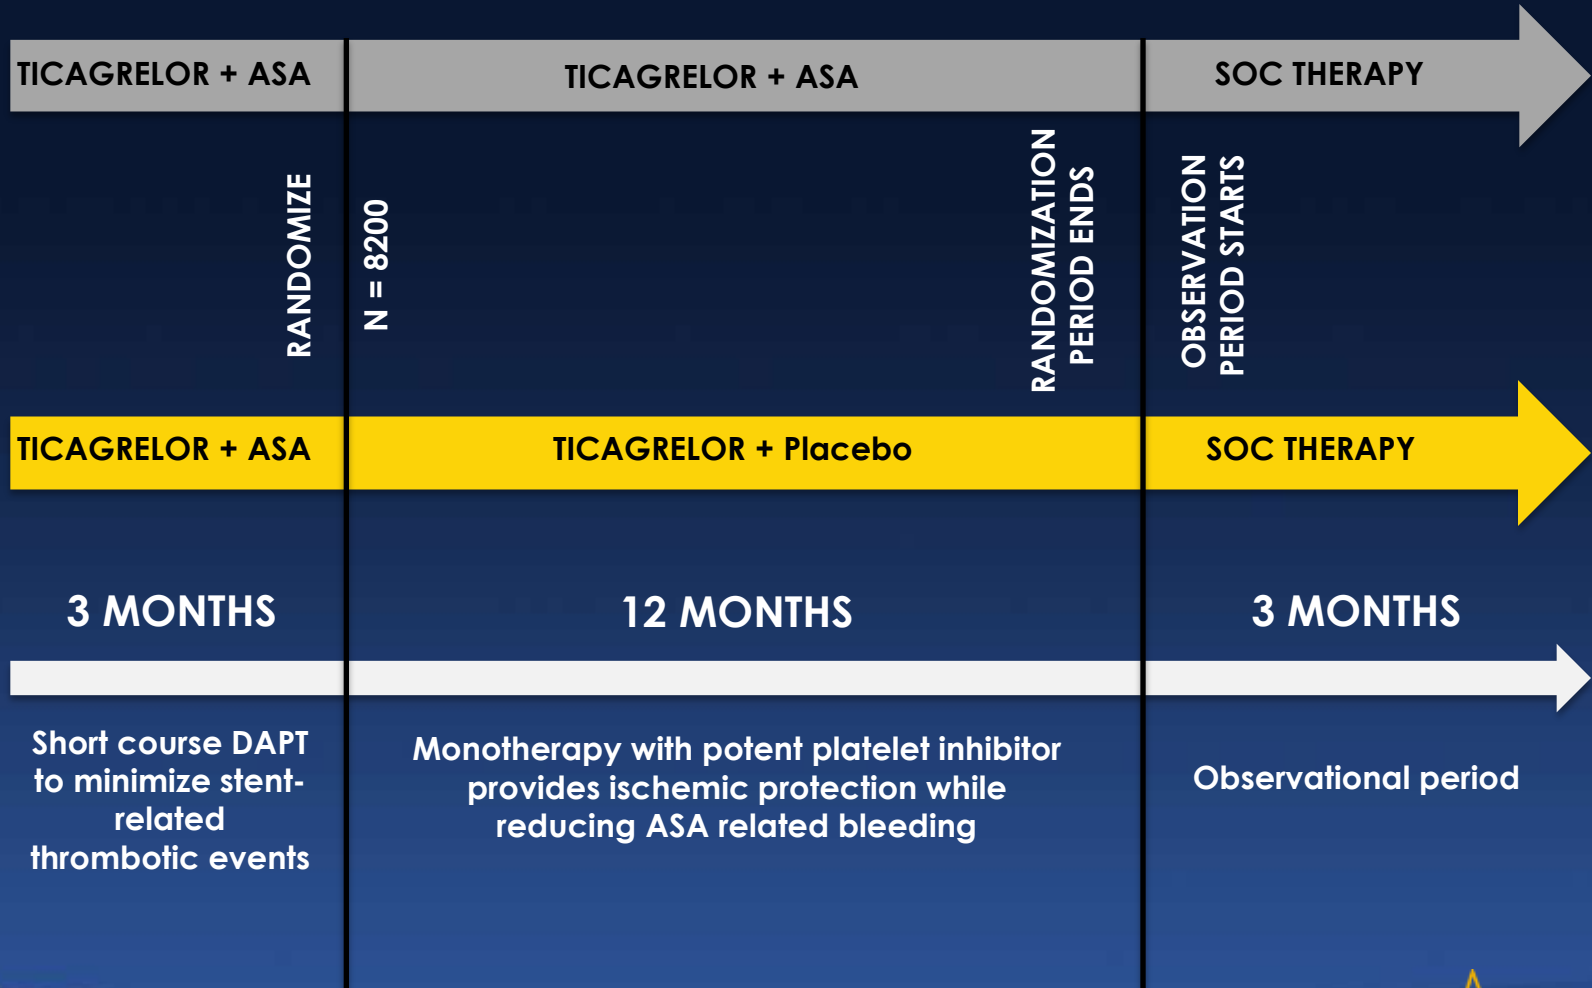 TICAGRELOR + ASA
TICAGRELOR + ASA
SOC THERAPY
RANDOMIZE
N = 8200
RANDOMIZATION
PERIOD ENDS
OBSERVATION
PERIOD STARTS
TICAGRELOR + ASA
TICAGRELOR + Placebo
SOC THERAPY
3 MONTHS
12 MONTHS
3 MONTHS
Short course DAPT
to minimize stent-
related
thrombotic events
Monotherapy with potent platelet inhibitor
provides ischemic protection while
reducing ASA related bleeding
Observational period